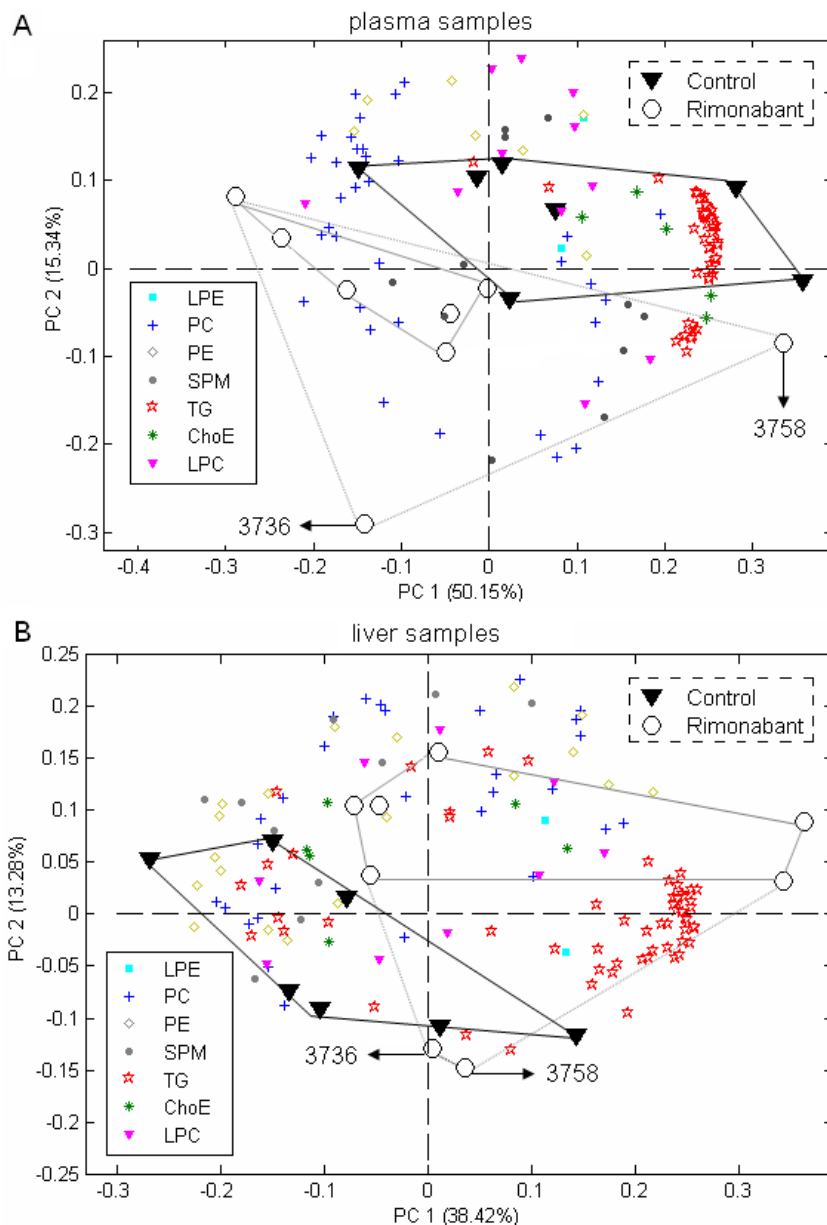 A
plasma samples
Control
Rimonabant
0.2
0.1
0
-0.1
-0.2
-0.3
PC 2 (15.34%)
LPE
PC
PE
SPM
TG
ChoE
LPC
3758
3736
-0.4
-0.3
-0.2
-0.1
0
0.1
0.2
0.3
PC 1 (50.15%)
B
liver samples
Control
Rimonabant
0.25
0.2
0.15
0.1
0.05
0
-0.05
-0.1
-0.15
-0.2
-0.25
PC 2 (13.28%)
LPE
PC
PE
SPM
TG
ChoE
LPC
3736
3758
-0.3
-0.2
-0.1
0
0.1
0.2
0.3
PC 1 (38.42%)